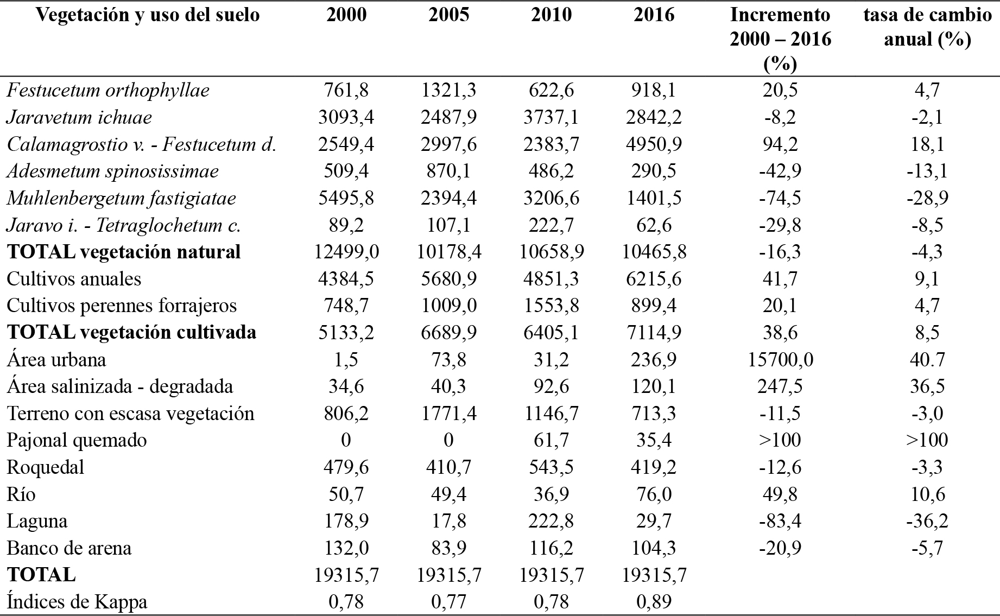 Vegetación y uso del suelo 2000 2005 2010 2016 Incremento tasa de cambio
2000 – 2016 anual (%)
(%)
Festucetum orthophyllae 761,8 1321,3 622,6 918,1 20,5 4,7
Jaravetum ichuae 3093,4 2487,9 3737,1 2842,2 -8,2 -2,1
Calamagrostio v. - Festucetum d. 2549,4 2997,6 2383,7 4950,9 94,2 18,1
Adesmetum spinosissimae 509,4 870,1 486,2 290,5 -42,9 -13,1
Muhlenbergetum fastigiatae 5495,8 2394,4 3206,6 1401,5 -74,5 -28,9
Jaravo i. - Tetraglochetum c. 89,2 107,1 222,7 62,6 -29,8 -8,5
TOTAL vegetación natural 12499,0 10178,4 10658,9 10465,8 -16,3 -4,3
Cultivos anuales 4384,5 5680,9 4851,3 6215,6 41,7 9,1
Cultivos perennes forrajeros 748,7 1009,0 1553,8 899,4 20,1 4,7
TOTAL vegetación cultivada 5133,2 6689,9 6405,1 7114,9 38,6 8,5
Área urbana 1,5 73,8 31,2 236,9 15700,0 40.7
Área salinizada - degradada 34,6 40,3 92,6 120,1 247,5 36,5
Terreno con escasa vegetación 806,2 1771,4 1146,7 713,3 -11,5 -3,0
Pajonal quemado 0 0 61,7 35,4 >100 >100
Roquedal 479,6 410,7 543,5 419,2 -12,6 -3,3
Río 50,7 49,4 36,9 76,0 49,8 10,6
Laguna 178,9 17,8 222,8 29,7 -83,4 -36,2
Banco de arena 132,0 83,9 116,2 104,3 -20,9 -5,7
TOTAL 19315,7 19315,7 19315,7 19315,7
Índices de Kappa 0,78 0,77 0,78 0,89